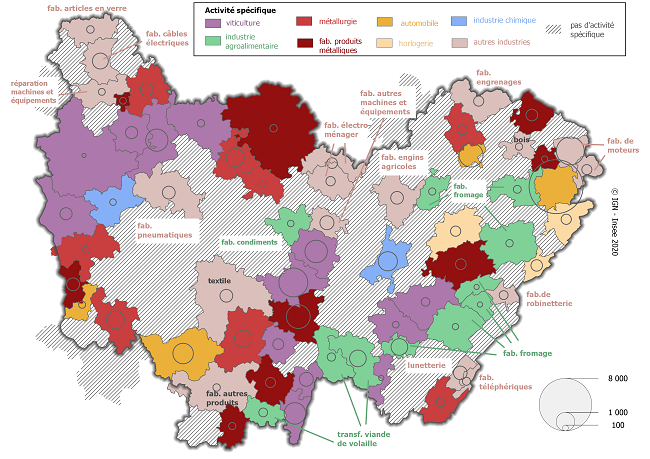 fab. articles en verre
Activité spécifique
viticulture
métallurgie
automobile
industrie chimique
pas d'activité
spécifique
industrie
agroalimentaire
fab. produits
métalliques
horlogerie
autres industries
fab. câbles
électriques
réparation
machines et
équipements
fab. autres
machines et
équipements
fab.
engrenages
fab. électro-
ménager
bois
fab. de
moteurs
fab. engins
agricoles
fab.
fromage
fab.
pneumatiques
fab. condiments
© IGN - Insee 2020
textile
fab.de
robinetterie
fab. fromage
lunetterie
fab.
téléphériques
fab. autres
produits
transf. viande
de volaille
8 000
1 000
100